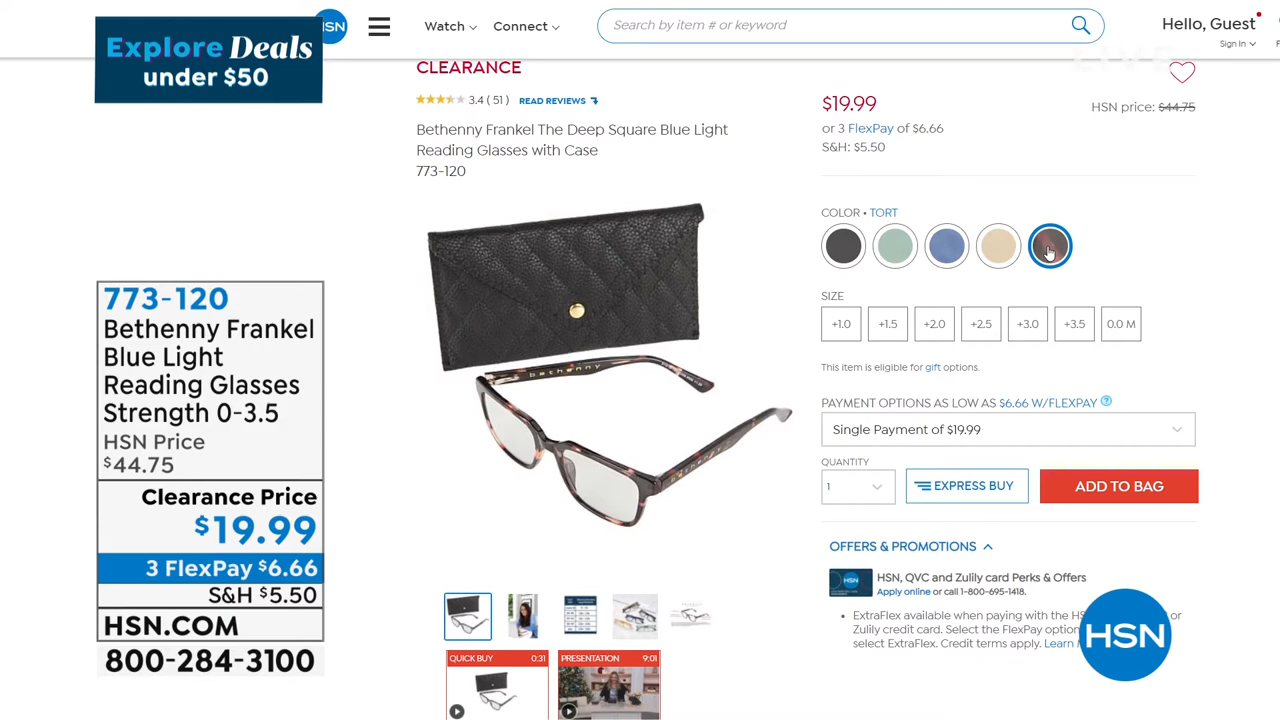 Explore Deals
under $50
HSN
Watch
Connect
Search by item # or keyword
Hello, Guest
Sign In
LIVE
CLEARANCE
3.4 ( 51 )
READ REVIEWS
Bethenny Frankel The Deep Square Blue Light
Reading Glasses with Case
773-120
$19.99
HSN price: $44.75
or 3 FlexPay of $6.66
S&H: $5.50
COLOR • TORT
SIZE
+1.0
+1.5
+2.0
+2.5
+3.0
+3.5
0.0 M
This item is eligible for gift options.
PAYMENT OPTIONS AS LOW AS $6.66 W/FLEXPAY
Single Payment of $19.99
QUANTITY
1
EXPRESS BUY
ADD TO BAG
OFFERS & PROMOTIONS
HSN
HSN, QVC and Zulily card Perks & Offers
Apply online or call 1-800-695-1418.
• ExtraFlex available when paying with the HS
or
Zulily credit card. Select the FlexPay option
select ExtraFlex. Credit terms apply. Learn
HSN
bethenny
bethenny
QUICK BUY 0:31
PRESENTATION 9:01
773-120
Bethenny Frankel
Blue Light
Reading Glasses
Strength 0-3.5
HSN Price
$44.75
Clearance Price
$19.99
3 FlexPay $6.66
S&H $5.50
HSN.COM
800-284-3100